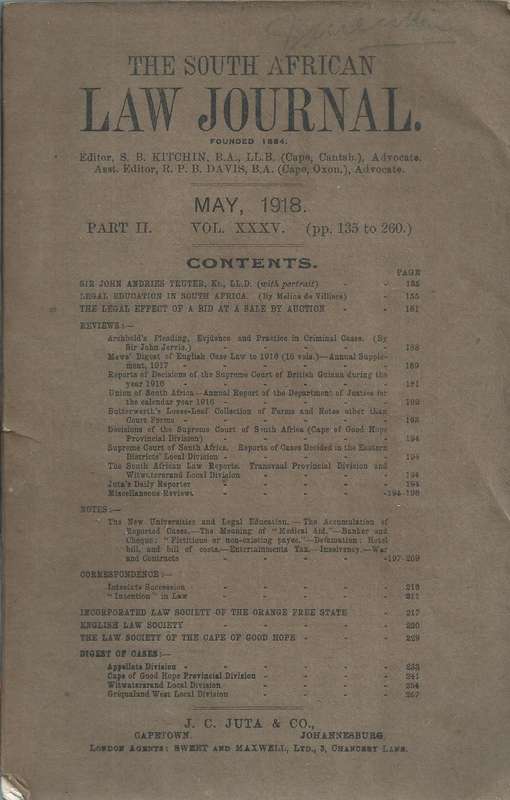 THE SOUTH AFRICAN
LAW JOURNAL.
FOUNDED 1884.
Editor, S. B. KITCHIN, B.A., LL.B. (Cape, Cantab.), Advocate.
Asst. Editor, R. P. B. DAVIS, B.A. (Cape, Oxon.), Advocate.
MAY, 1918.
PART II. VOL. XXXV. (pp. 135 to 260.)
CONTENTS.
PAGE
SIR JOHN ANDRIES TRUTER, Kt., LL.D. (with portrait) - - 135
LEGAL EDUCATION IN SOUTH AFRICA. (By Melius de Villiers) - - 155
THE LEGAL EFFECT OF A BID AT A SALE BY AUCTION - - 161
REVIEWS:—
Archbold's Pleading, Evidence and Practice in Criminal Cases. (By
Sir John Jervis.) - - - - - - 188
Mews' Digest of English Case Law to 1916 (16 vols.)—Annual Supple-
ment, 1917 - - - - - - 189
Reports of Decisions of the Supreme Court of British Guiana during the
year 1916 - - - - - - 191
Union of South Africa—Annual Report of the Department of Justice for
the calendar year 1916 - - - - - 192
Butterworth's Loose-Leaf Collection of Forms and Notes other than
Court Forms - - - - - - 193
Decisions of the Supreme Court of South Africa (Cape of Good Hope
Provincial Division) - - - - - 194
Supreme Court of South Africa. Reports of Cases Decided in the Eastern
Districts' Local Division - - - - - 194
The South African Law Reports. Transvaal Provincial Division and
Witwatersrand Local Division - - - - 194
Juta's Daily Reporter - - - - - 194
Miscellaneous Reviews - - - - -194-196
NOTES:—
The New Universities and Legal Education.—The Accumulation of
Reported Cases.—The Meaning of "Medical Aid."—Banker and
Cheque: "Fictitious or non-existing payee."—Defamation: Hotel
bill, and bill of costs.—Entertainments Tax.—Insolvency.—War
and Contracts - - - - - -197-209
CORRESPONDENCE:—
Intestate Succession - - - - - 210
"Intention" in Law - - - - - 211
INCORPORATED LAW SOCIETY OF THE ORANGE FREE STATE - - 217
ENGLISH LAW SOCIETY - - - - - 220
THE LAW SOCIETY OF THE CAPE OF GOOD HOPE - - - 229
DIGEST OF CASES:—
Appellate Division - - - - - - 233
Cape of Good Hope Provincial Division - - - - 241
Witwatersrand Local Division - - - - - 254
Griqualand West Local Division - - - - 257
J. C. JUTA & CO.,
CAPETOWN. JOHANNESBURG.
LONDON AGENTS: SWEET AND MAXWELL, LTD., 3, CHANCERY LANE.